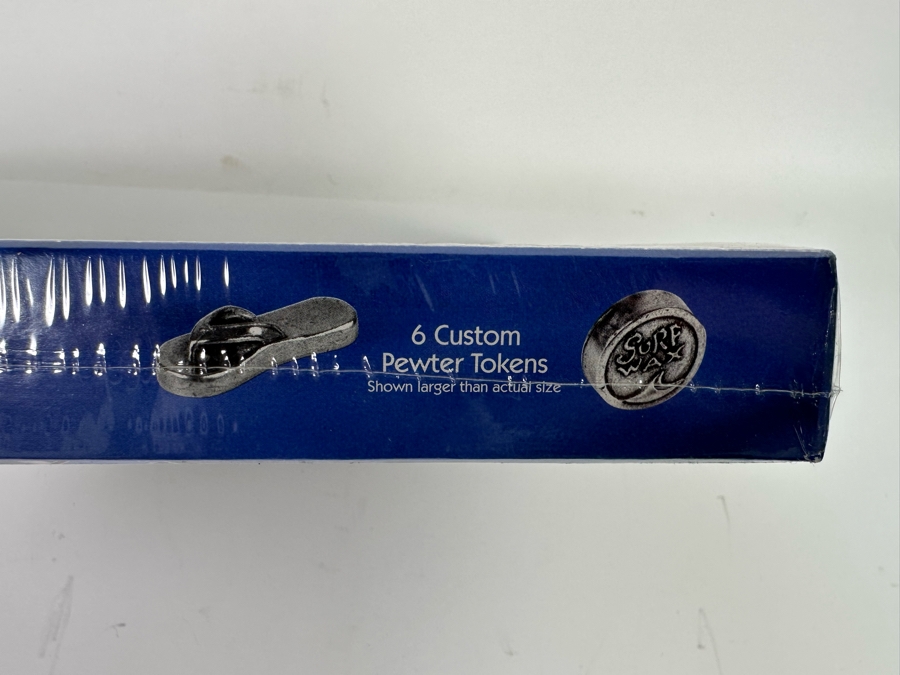 6 Custom
Pewter Tokens
Shown larger than actual size
SURF
WAX